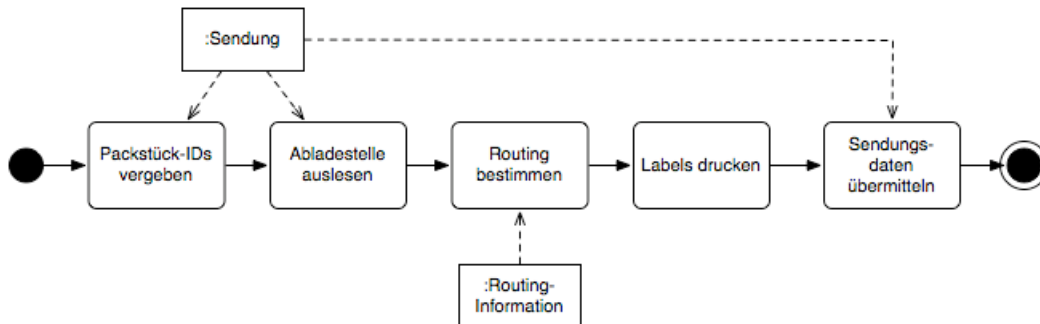 :Sendung
Packstück-IDs
vergeben
Abladestelle
auslesen
Routing
bestimmen
Labels drucken
Sendungs-
daten
übermitteln
:Routing-
Information